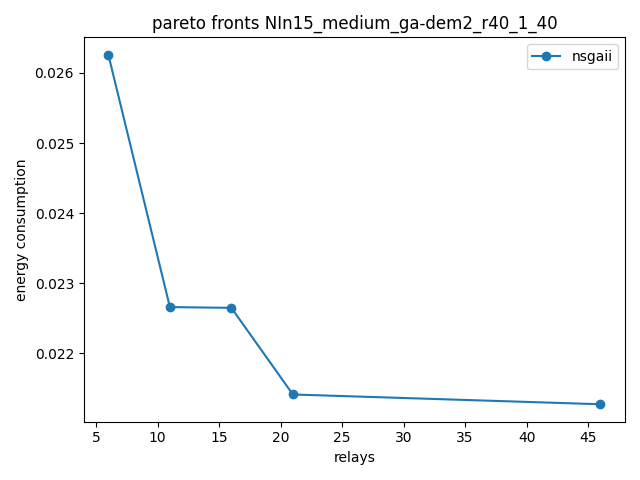 pareto fronts NIn15_medium_ga-dem2_r40_1_40
nsgaii
0.026
0.025
0.024
0.023
0.022
energy consumption
5 10 15 20 25 30 35 40 45
relays